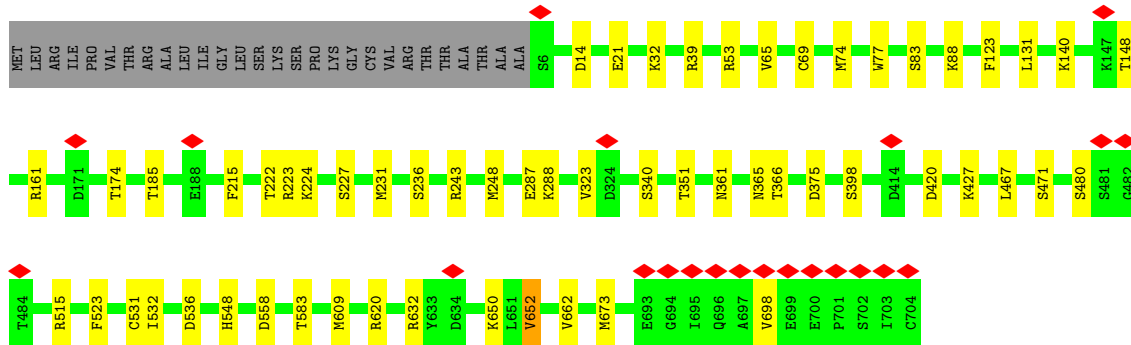 MET LEU ARG ILE PRO VAL THR ARG ALA LEU ILE GLY LEU SER LYS SER PRO LYS GLY CYS VAL ARG THR THR ALA THR ALA ALA S6 D14 E21 K32 R39 R53 V65 C69 M74 W77 S83 K88 F123 L131 K140 K147 T148
R161 D171 T174 T185 E188 F215 T222 R223 K224 S227 M231 S236 R243 M248 E287 K288 V323 D324 S340 T351 N361 N365 T366 D375 S398 D414 D420 K427 L467 S471 S480 S481 G482
T484 R515 F523 C531 I532 D536 H548 D558 T583 M609 R620 R632 Y633 D634 K650 L651 V652 V662 M673 E693 G694 I695 Q696 A697 V698 E699 E700 P701 S702 I703 C704